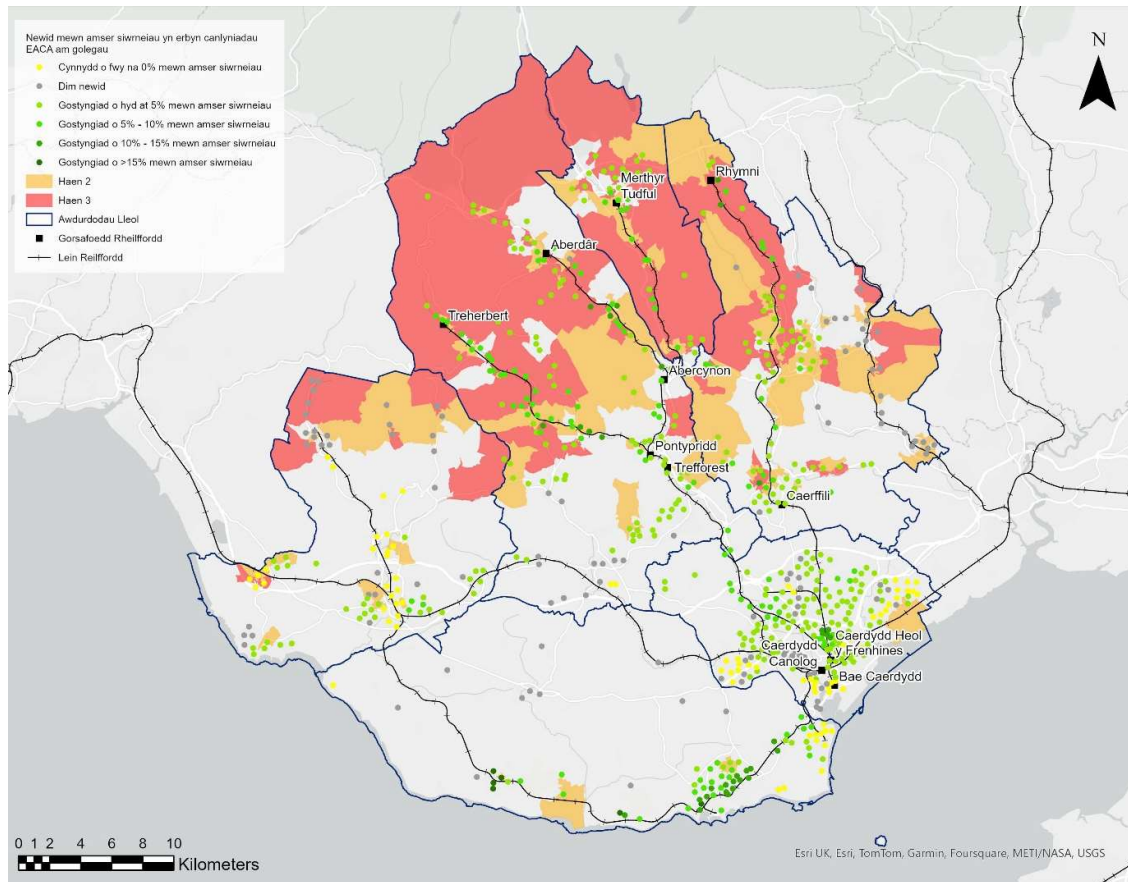 Newid mewn amser siwrneiau yn erbyn canlyniadau
EACA am golegau
Cynnydd o fwy na 0% mewn amser siwrneiau
Dim newid
Gostyngiad o hyd at 5% mewn amser siwrneiau
Gostyngiad o 5% - 10% mewn amser siwrneiau
Gostyngiad o 10% - 15% mewn amser siwrneiau
Gostyngiad o >15% mewn amser siwrneiau
Haen 2
Haen 3
Awdurdodau Lleol
Gorsafoedd Rheilffordd
Lein Reilffordd
N
Rhymni
Merthyr
Tudful
Aberdâr
Treherbert
Abercynon
Pontypridd
Trefforest
Caerffili
Caerdydd Heol
y Frenhines
Caerdydd
Canolog
Bae Caerdydd
0 1 2 4 6 8 10
Kilometers
Esri UK, Esri, TomTom, Garmin, Foursquare, METI/NASA, USGS